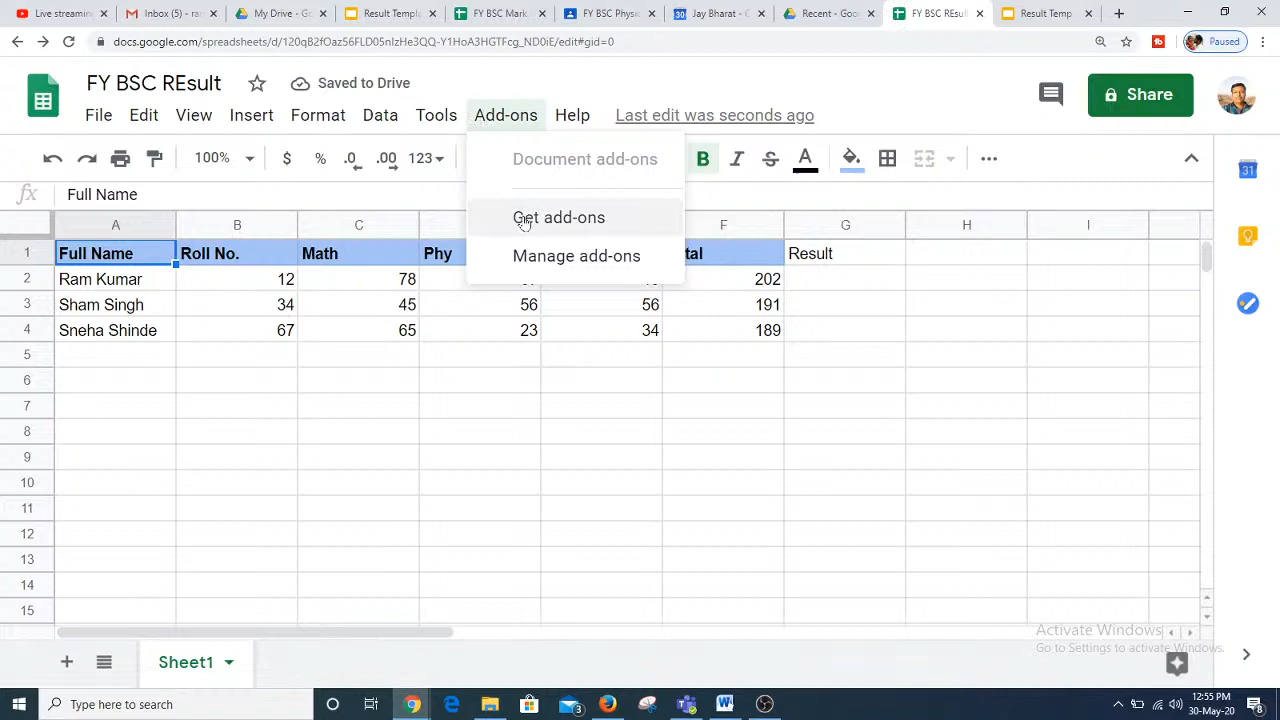 Live streamin
Inbox (5)
My Drive - G
Result Temp
FY BSC Mark
FY BSC Phys
Jay Bharat - G
Recent - Goo
FY BSC REsult
Result Temp
docs.google.com/spreadsheets/d/
/edit#gid=0
Paused
FY BSC REsult
Saved to Drive
File Edit View Insert Format Data Tools Add-ons Help Last edit was seconds ago
Share
100% $ % .0 .00 123 B I S A
Document add-ons
Get add-ons
Manage add-ons
fx Full Name
A B C F G H I
1 Full Name Roll No. Math Phy tal Result
2 Ram Kumar 12 78 202
3 Sham Singh 34 45 56 56 191
4 Sneha Shinde 67 65 23 34 189
5
6
7
8
9
10
11
12
13
14
15
Activate Windows
Go to Settings to activate Windows.
Sheet1
31
Type here to search
12:55 PM
30-May-20